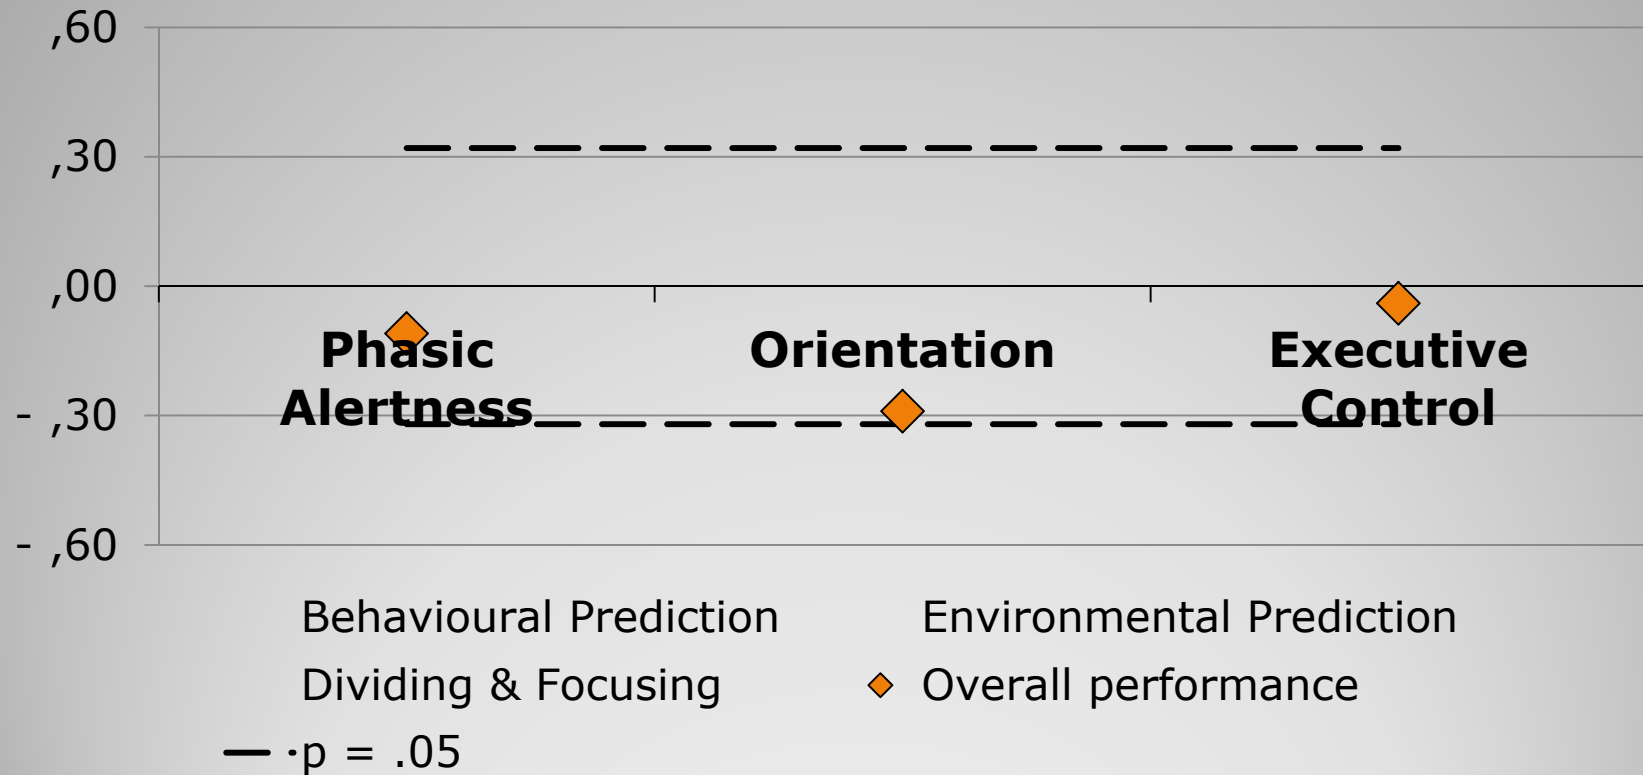 ,60
,30
,00
Phasic Alertness
Orientation
Executive Control
- ,30
- ,60
Behavioural Prediction
Environmental Prediction
Dividing & Focusing
Overall performance
p = .05